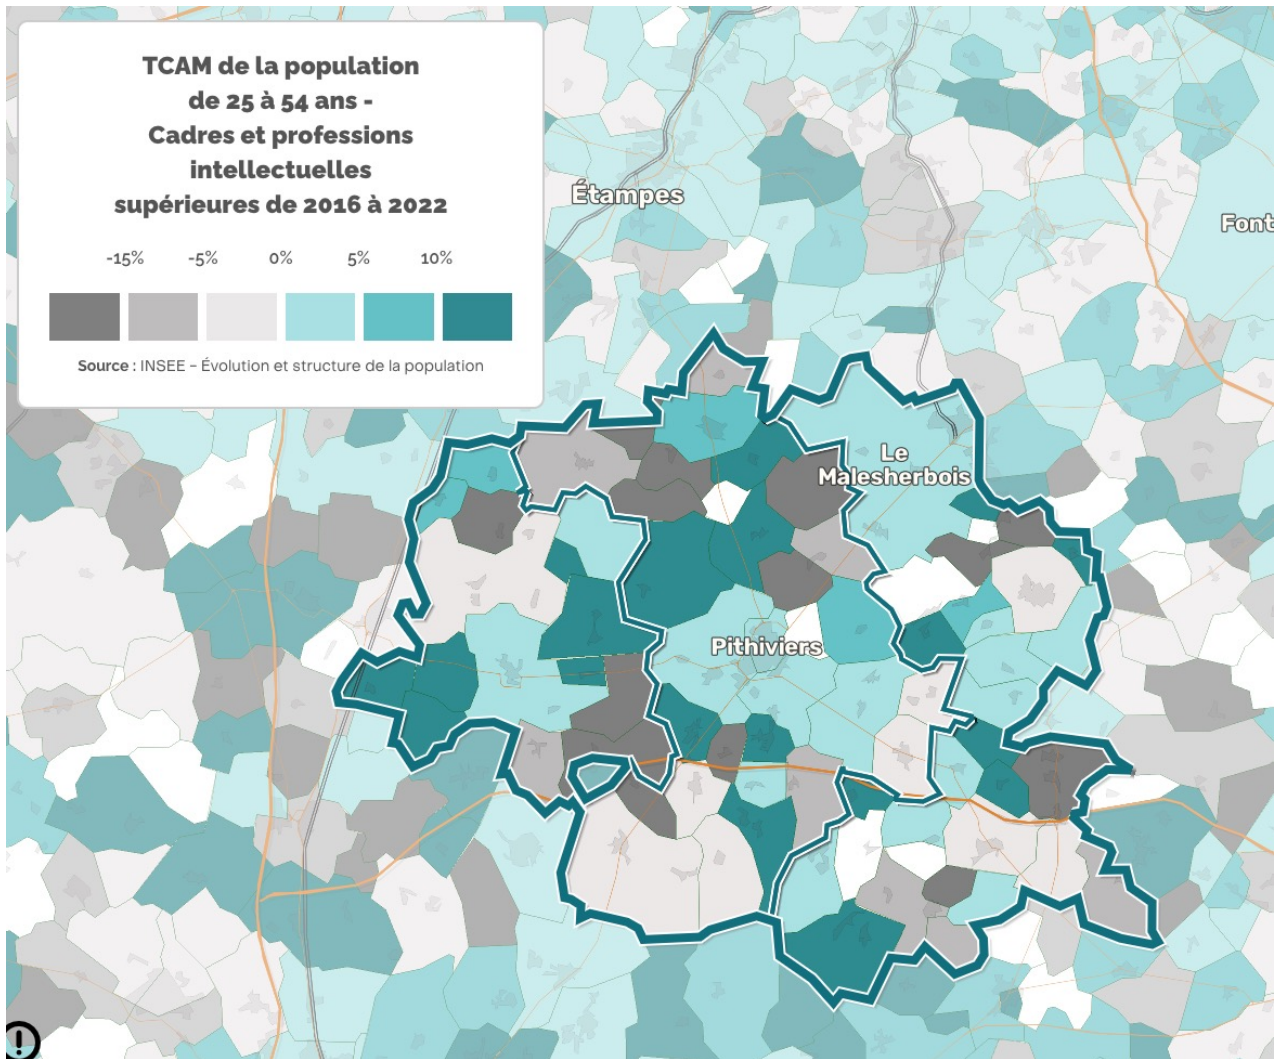 TCAM de la population
de 25 à 54 ans -
Cadres et professions
intellectuelles
supérieures de 2016 à 2022
-15% -5% 0% 5% 10%
Source : INSEE – Évolution et structure de la population
Étampes
Font
Le
Malesherbois
Pithiviers
!